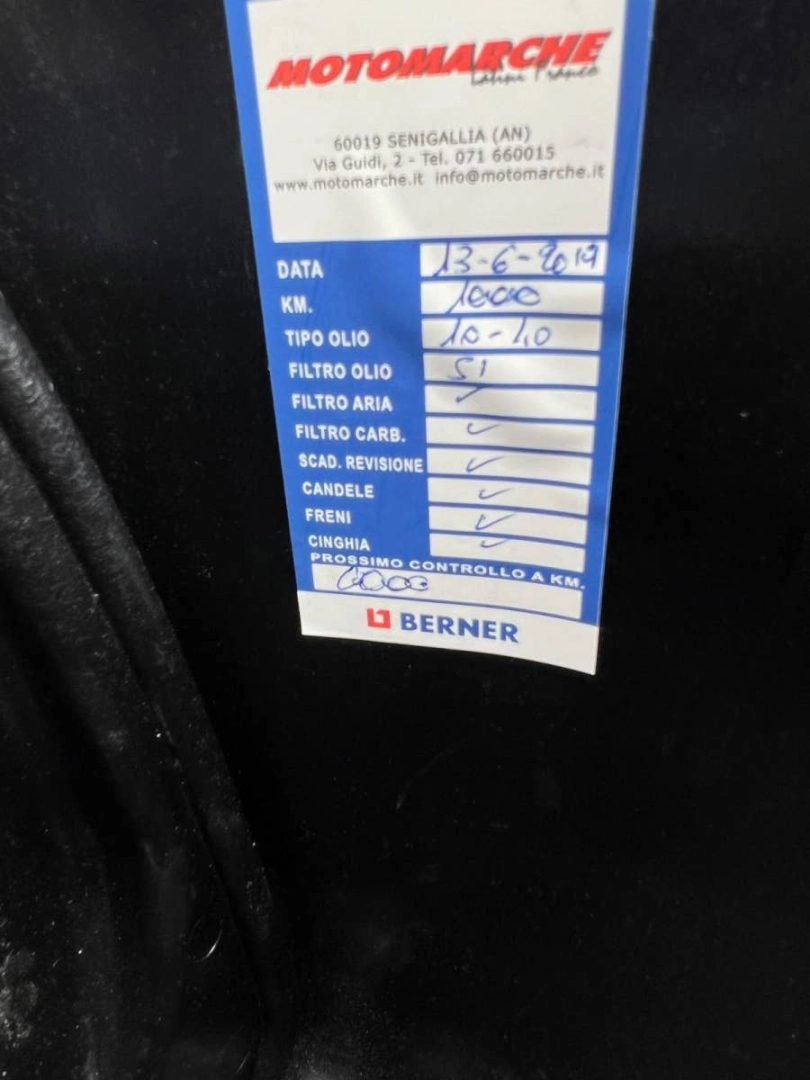 MOTOMARCHE
Latini Franco
60019 SENIGALLIA (AN)
Via Guidi, 2 - Tel. 071 660015
www.motomarche.it info@motomarche.it
DATA 13-6-2019
KM. 1000
TIPO OLIO 10-40
FILTRO OLIO SI
FILTRO ARIA ✓
FILTRO CARB. ✓
SCAD. REVISIONE ✓
CANDELE ✓
FRENI ✓
CINGHIA ✓
PROSSIMO CONTROLLO A KM.
6000
BERNER